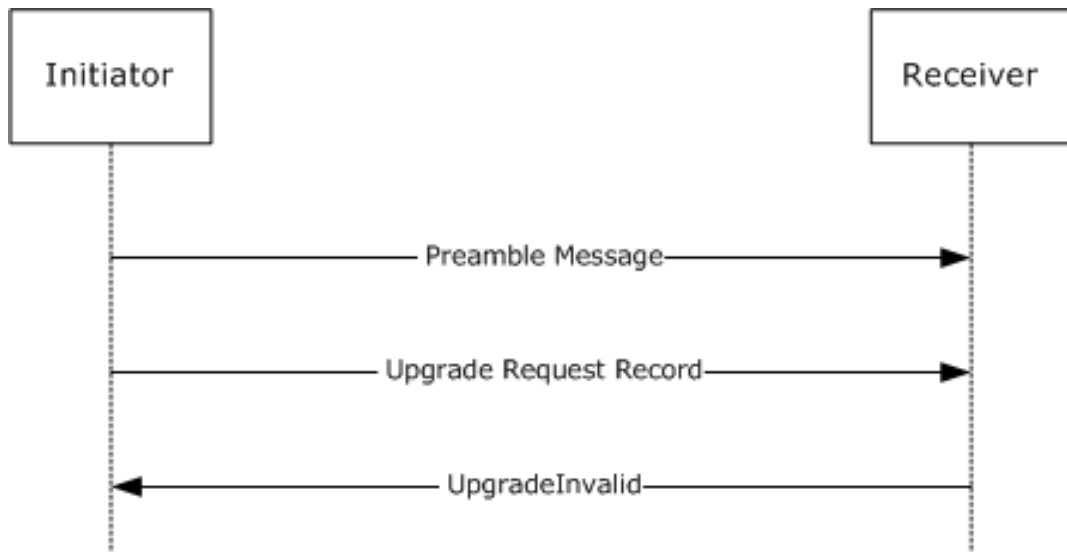 Initiator
Receiver
Preamble Message
Upgrade Request Record
UpgradeInvalid